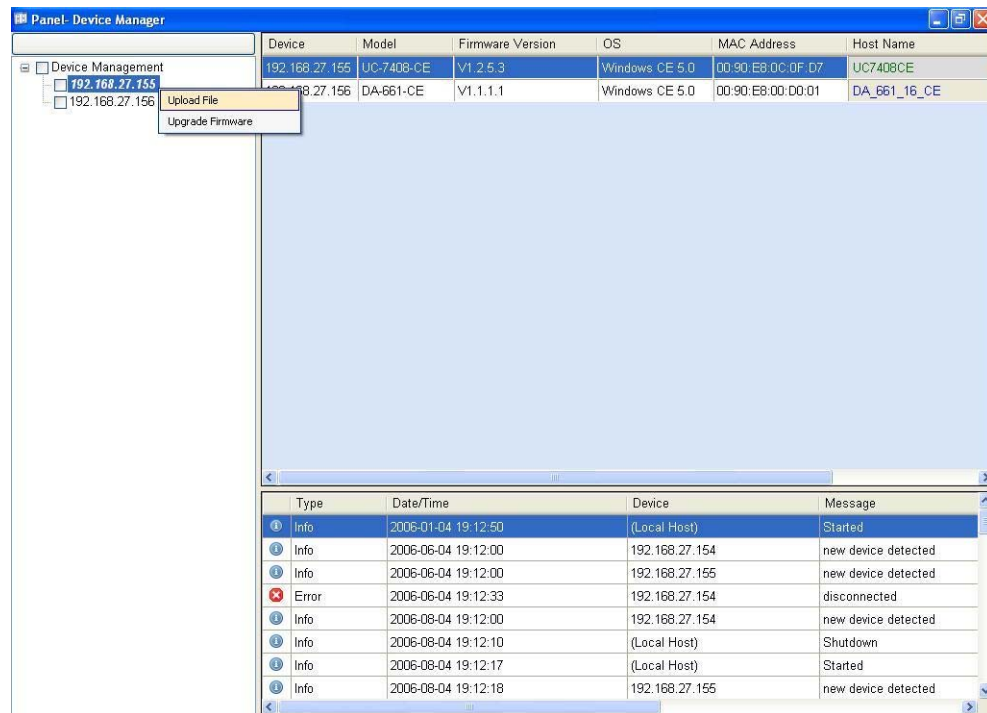 Panel- Device Manager
Device Management
192.168.27.155
192.168.27.156
Upload File
Upgrade Firmware
Device Model Firmware Version OS MAC Address Host Name
192.168.27.155 UC-7408-CE V1.2.5.3 Windows CE 5.0 00:90:E8:0C:0F:D7 UC7408CE
168.27.156 DA-661-CE V1.1.1.1 Windows CE 5.0 00:90:E8:00:D0:01 DA_661_16_CE
Type Date/Time Device Message
Info 2006-01-04 19:12:50 (Local Host) Started
Info 2006-06-04 19:12:00 192.168.27.154 new device detected
Info 2006-06-04 19:12:00 192.168.27.155 new device detected
Error 2006-06-04 19:12:33 192.168.27.154 disconnected
Info 2006-08-04 19:12:00 192.168.27.154 new device detected
Info 2006-08-04 19:12:10 (Local Host) Shutdown
Info 2006-08-04 19:12:17 (Local Host) Started
Info 2006-08-04 19:12:18 192.168.27.155 new device detected